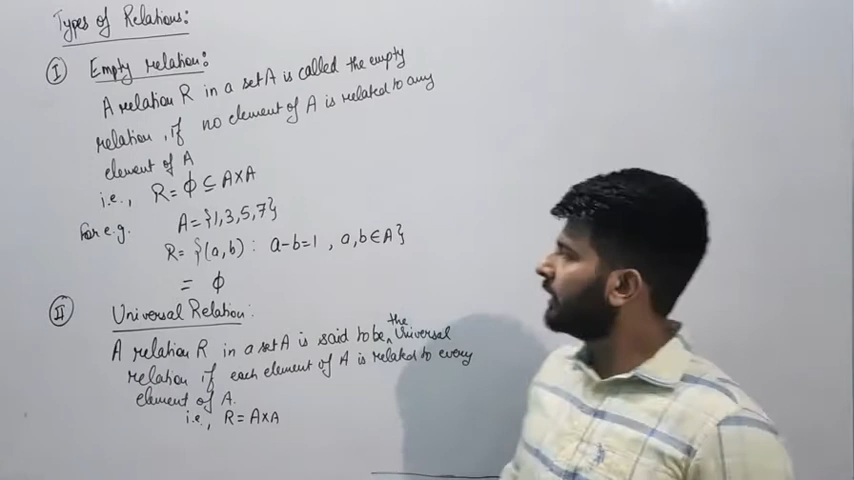 Types of Relations:
I Empty relation:
A relation R in a set A is called the empty
relation, if no element of A is related to any
element of A
i.e., R = ϕ ⊆ A×A
For e.g. A = {1,3,5,7}
R = {(a,b) : a-b=1 , a,b ∈ A}
= ϕ
II Universal Relation:
A relation R in a set A is said to be the Universal
relation if each element of A is related to every
element of A.
i.e., R = A×A